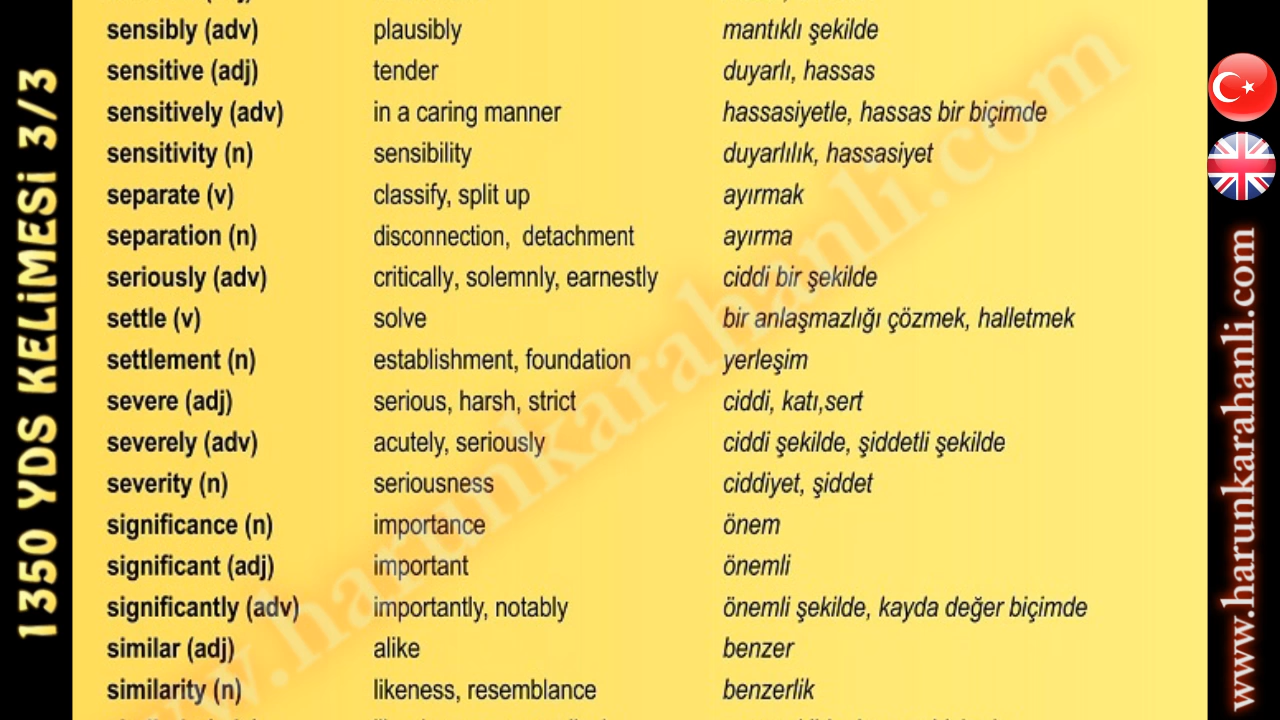 1350 YDS KELiMESi 3/3
sensibly (adv) plausibly mantıklı şekilde
sensitive (adj) tender duyarlı, hassas
sensitively (adv) in a caring manner hassasiyetle, hassas bir biçimde
sensitivity (n) sensibility duyarlılık, hassasiyet
separate (v) classify, split up ayırmak
separation (n) disconnection, detachment ayırma
seriously (adv) critically, solemnly, earnestly ciddi bir şekilde
settle (v) solve bir anlaşmazlığı çözmek, halletmek
settlement (n) establishment, foundation yerleşim
severe (adj) serious, harsh, strict ciddi, katı,sert
severely (adv) acutely, seriously ciddi şekilde, şiddetli şekilde
severity (n) seriousness ciddiyet, şiddet
significance (n) importance önem
significant (adj) important önemli
significantly (adv) importantly, notably önemli şekilde, kayda değer biçimde
similar (adj) alike benzer
similarity (n) likeness, resemblance benzerlik
w.harunkarahanli.com
www.harunkarahanli.com